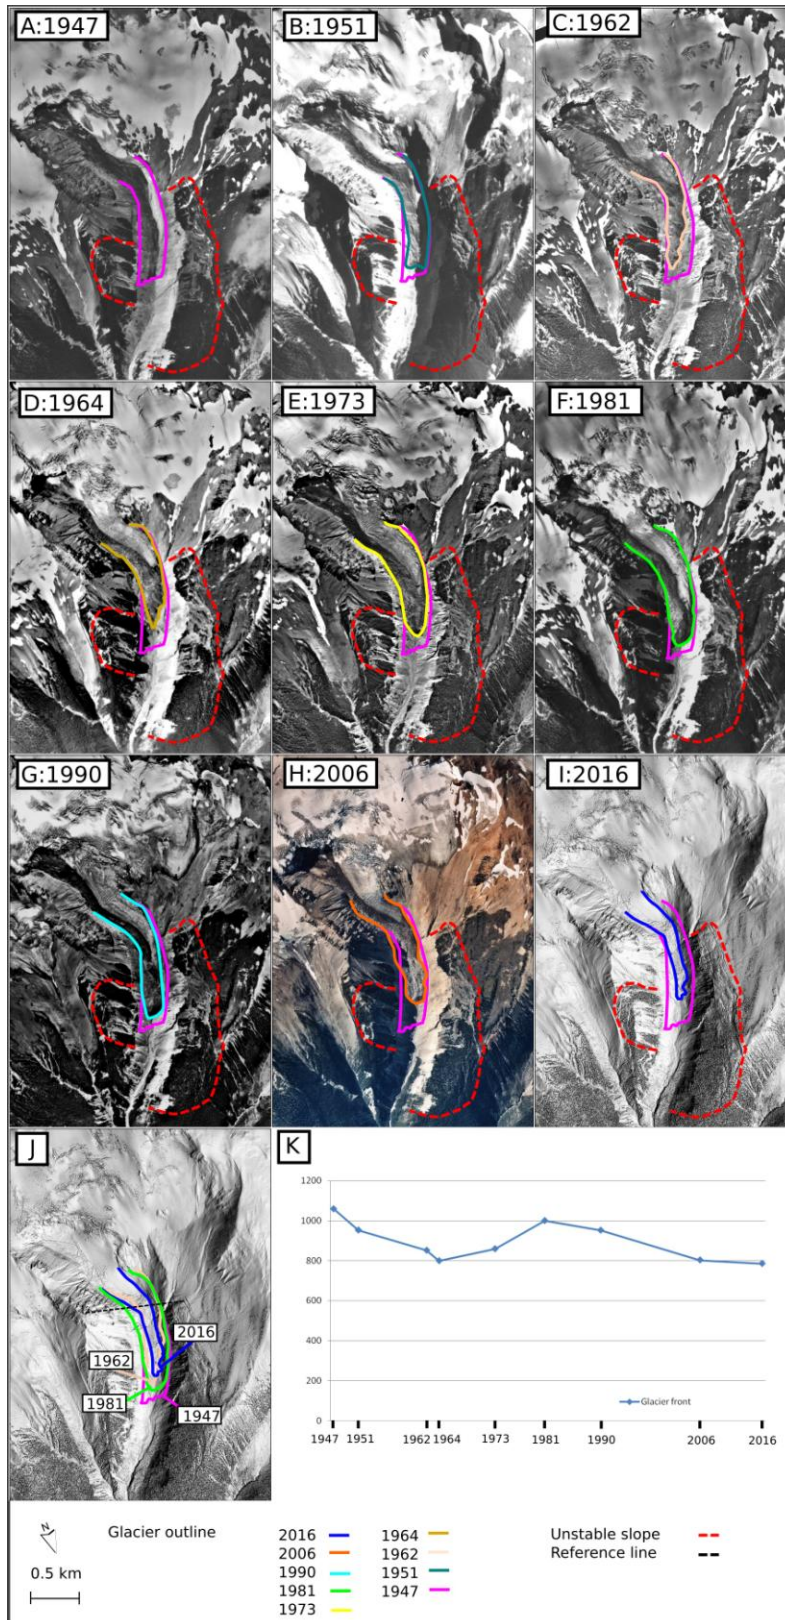 A:1947
B:1951
C:1962
D:1964
E:1973
F:1981
G:1990
H:2006
I:2016
J
2016
1962
1981
1947
K
1200
1000
800
600
400
200
0
Glacier front
1947 1951 1962 1964 1973 1981 1990 2006 2016
N
0.5 km
Glacier outline
2016
2006
1990
1981
1973
1964
1962
1951
1947
Unstable slope
Reference line